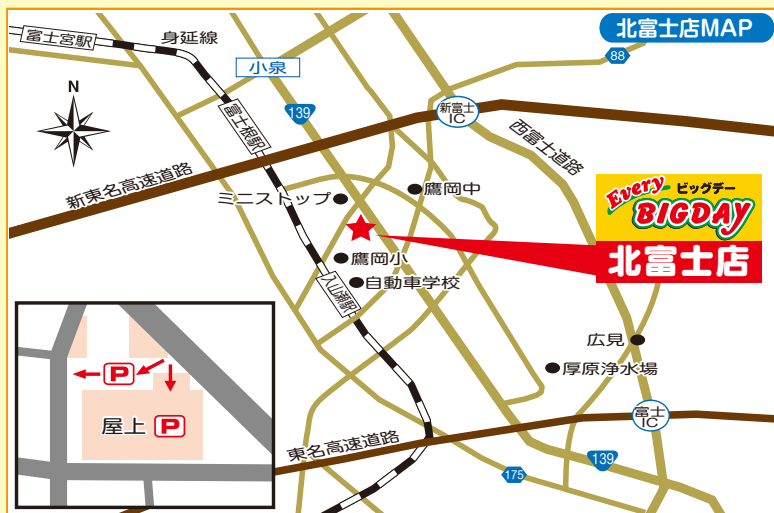 北富士店MAP
富士宮駅
身延線
88
小泉
N
139
新富士
IC
富士根駅
西富士道路
新東名高速道路
鷹岡中
ミニストップ
Every ビッグデー
BIGDAY
北富士店
鷹岡小
自動車学校
入山瀬駅
広見
厚原浄水場
P
屋上 P
富士
IC
東名高速道路
139
175